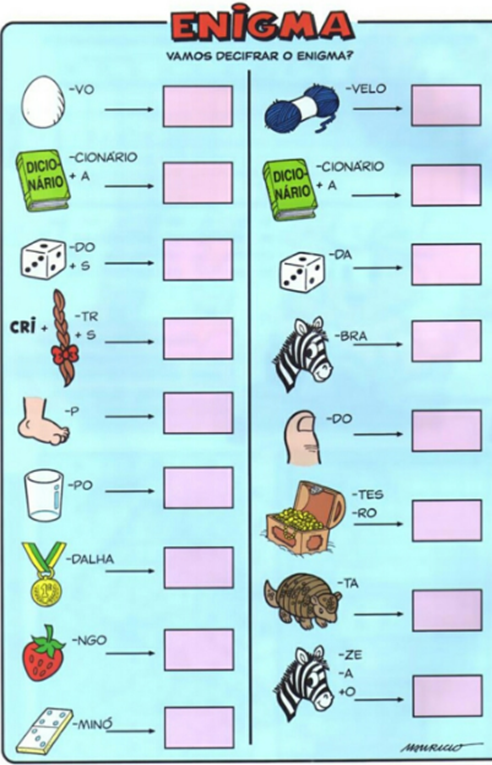 ENIGMA
VAMOS DECIFRAR O ENIGMA?
-VO
DICIO-
NÁRIO
-CIONÁRIO
+ A
-DO
+ S
CRI +
-TR
+ S
-P
-PO
-DALHA
1º
-NGO
-MINÓ
-VELO
DICIO-
NÁRIO
-CIONÁRIO
+ A
-DA
-BRA
-DO
-TES
-RO
-TA
-ZE
-A
+O
MAURICIO